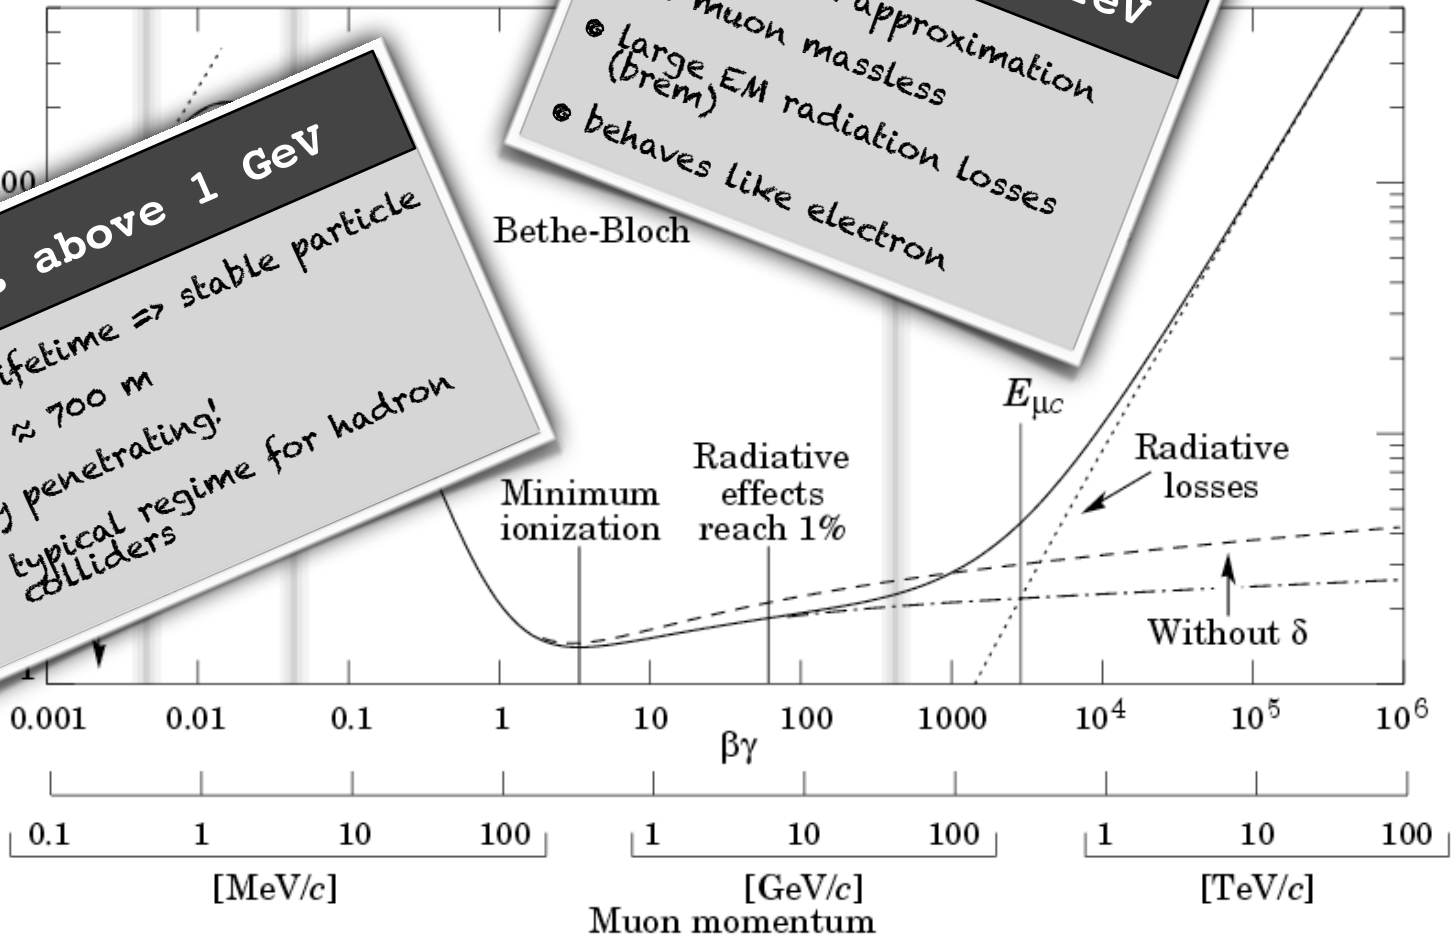 approximation
muon massless
large EM radiation losses
(brem)
behaves like electron
above 1 GeV
=> stable particle
≈ 700 m
penetrating!
typical regime for hadron
colliders
Bethe-Bloch
Minimum
ionization
Radiative
effects
reach 1%
Eμc
Radiative
losses
Without δ
0.001 0.01 0.1 1 10 100 1000 10⁴ 10⁵ 10⁶
βγ
0.1 1 10 100 1 10 100 1 10 100
[MeV/c] [GeV/c] [TeV/c]
Muon momentum